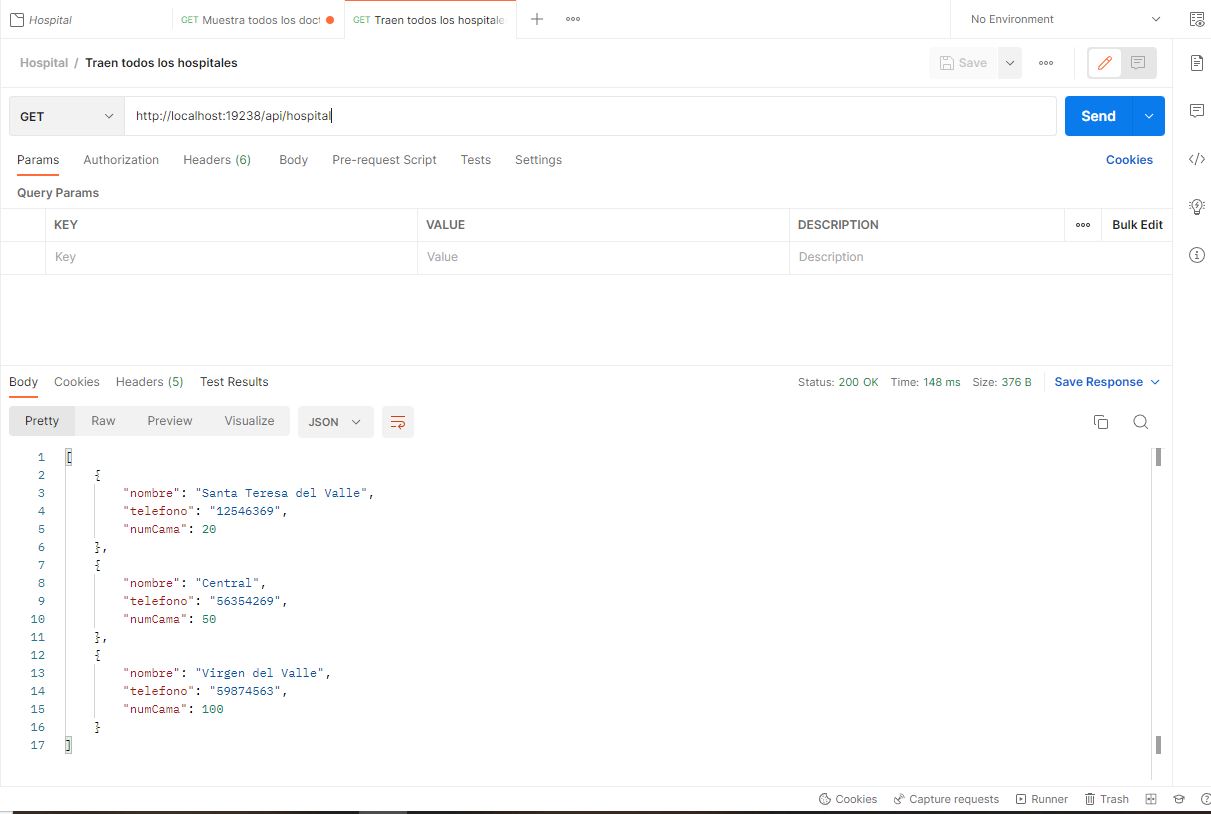 Hospital
GET Muestra todos los doct
GET Traen todos los hospitale
No Environment
Hospital / Traen todos los hospitales
Save
GET
http://localhost:19238/api/hospital
Send
Params Authorization Headers (6) Body Pre-request Script Tests Settings Cookies
Query Params
KEY VALUE DESCRIPTION Bulk Edit
Key Value Description
Body Cookies Headers (5) Test Results Status: 200 OK Time: 148 ms Size: 376 B Save Response
Pretty Raw Preview Visualize JSON
1 [
2 {
3 "nombre": "Santa Teresa del Valle",
4 "telefono": "12546369",
5 "numCama": 20
6 },
7 {
8 "nombre": "Central",
9 "telefono": "56354269",
10 "numCama": 50
11 },
12 {
13 "nombre": "Virgen del Valle",
14 "telefono": "59874563",
15 "numCama": 100
16 }
17 ]
Cookies Capture requests Runner Trash